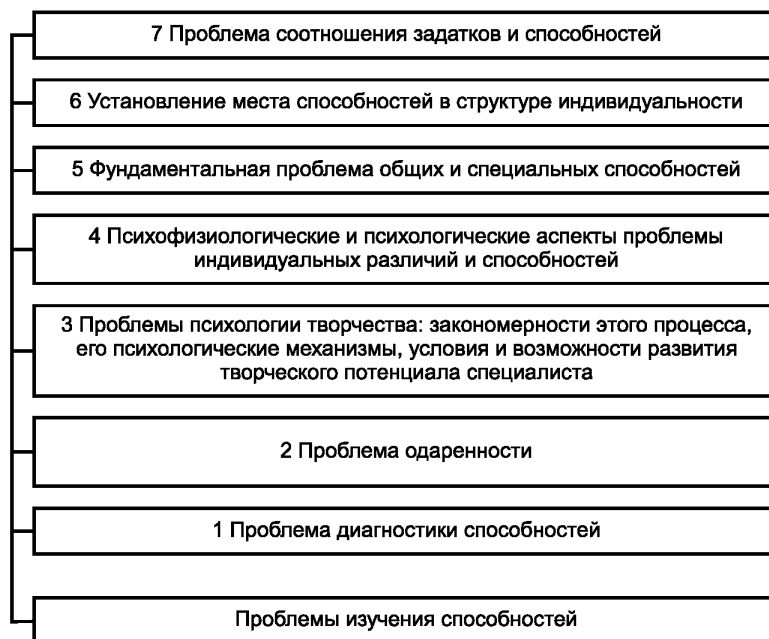 7 Проблема соотношения задатков и способностей
6 Установление места способностей в структуре индивидуальности
5 Фундаментальная проблема общих и специальных способностей
4 Психофизиологические и психологические аспекты проблемы
индивидуальных различий и способностей
3 Проблемы психологии творчества: закономерности этого процесса,
его психологические механизмы, условия и возможности развития
творческого потенциала специалиста
2 Проблема одаренности
1 Проблема диагностики способностей
Проблемы изучения способностей